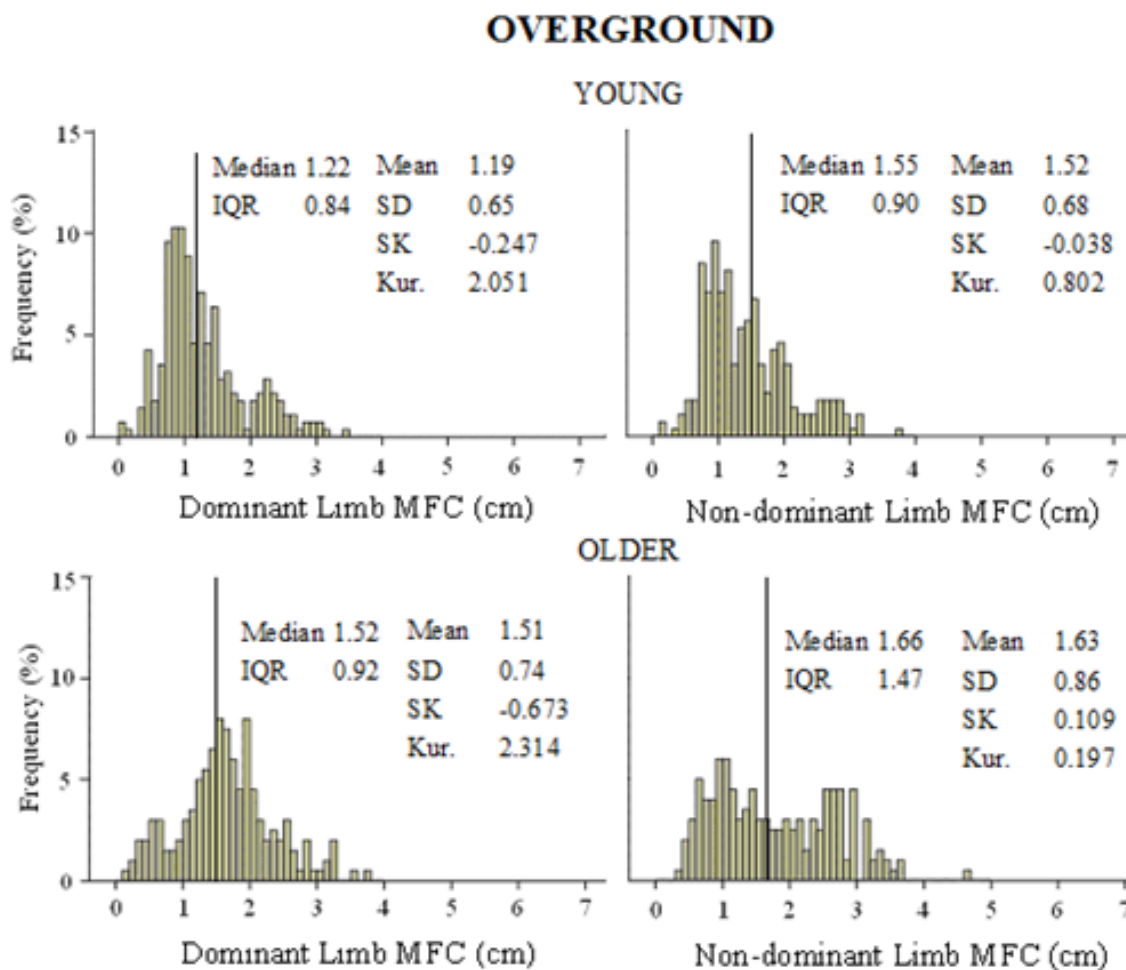 OVERGROUND
YOUNG
Frequency (%)
15
10
5
0
Median 1.22 Mean 1.19
IQR 0.84 SD 0.65
SK -0.247
Kur. 2.051
0 1 2 3 4 5 6 7
Dominant Limb MFC (cm)
Median 1.55 Mean 1.52
IQR 0.90 SD 0.68
SK -0.038
Kur. 0.802
0 1 2 3 4 5 6 7
Non-dominant Limb MFC (cm)
OLDER
Frequency (%)
15
10
5
0
Median 1.52 Mean 1.51
IQR 0.92 SD 0.74
SK -0.673
Kur. 2.314
0 1 2 3 4 5 6 7
Dominant Limb MFC (cm)
Median 1.66 Mean 1.63
IQR 1.47 SD 0.86
SK 0.109
Kur. 0.197
0 1 2 3 4 5 6 7
Non-dominant Limb MFC (cm)